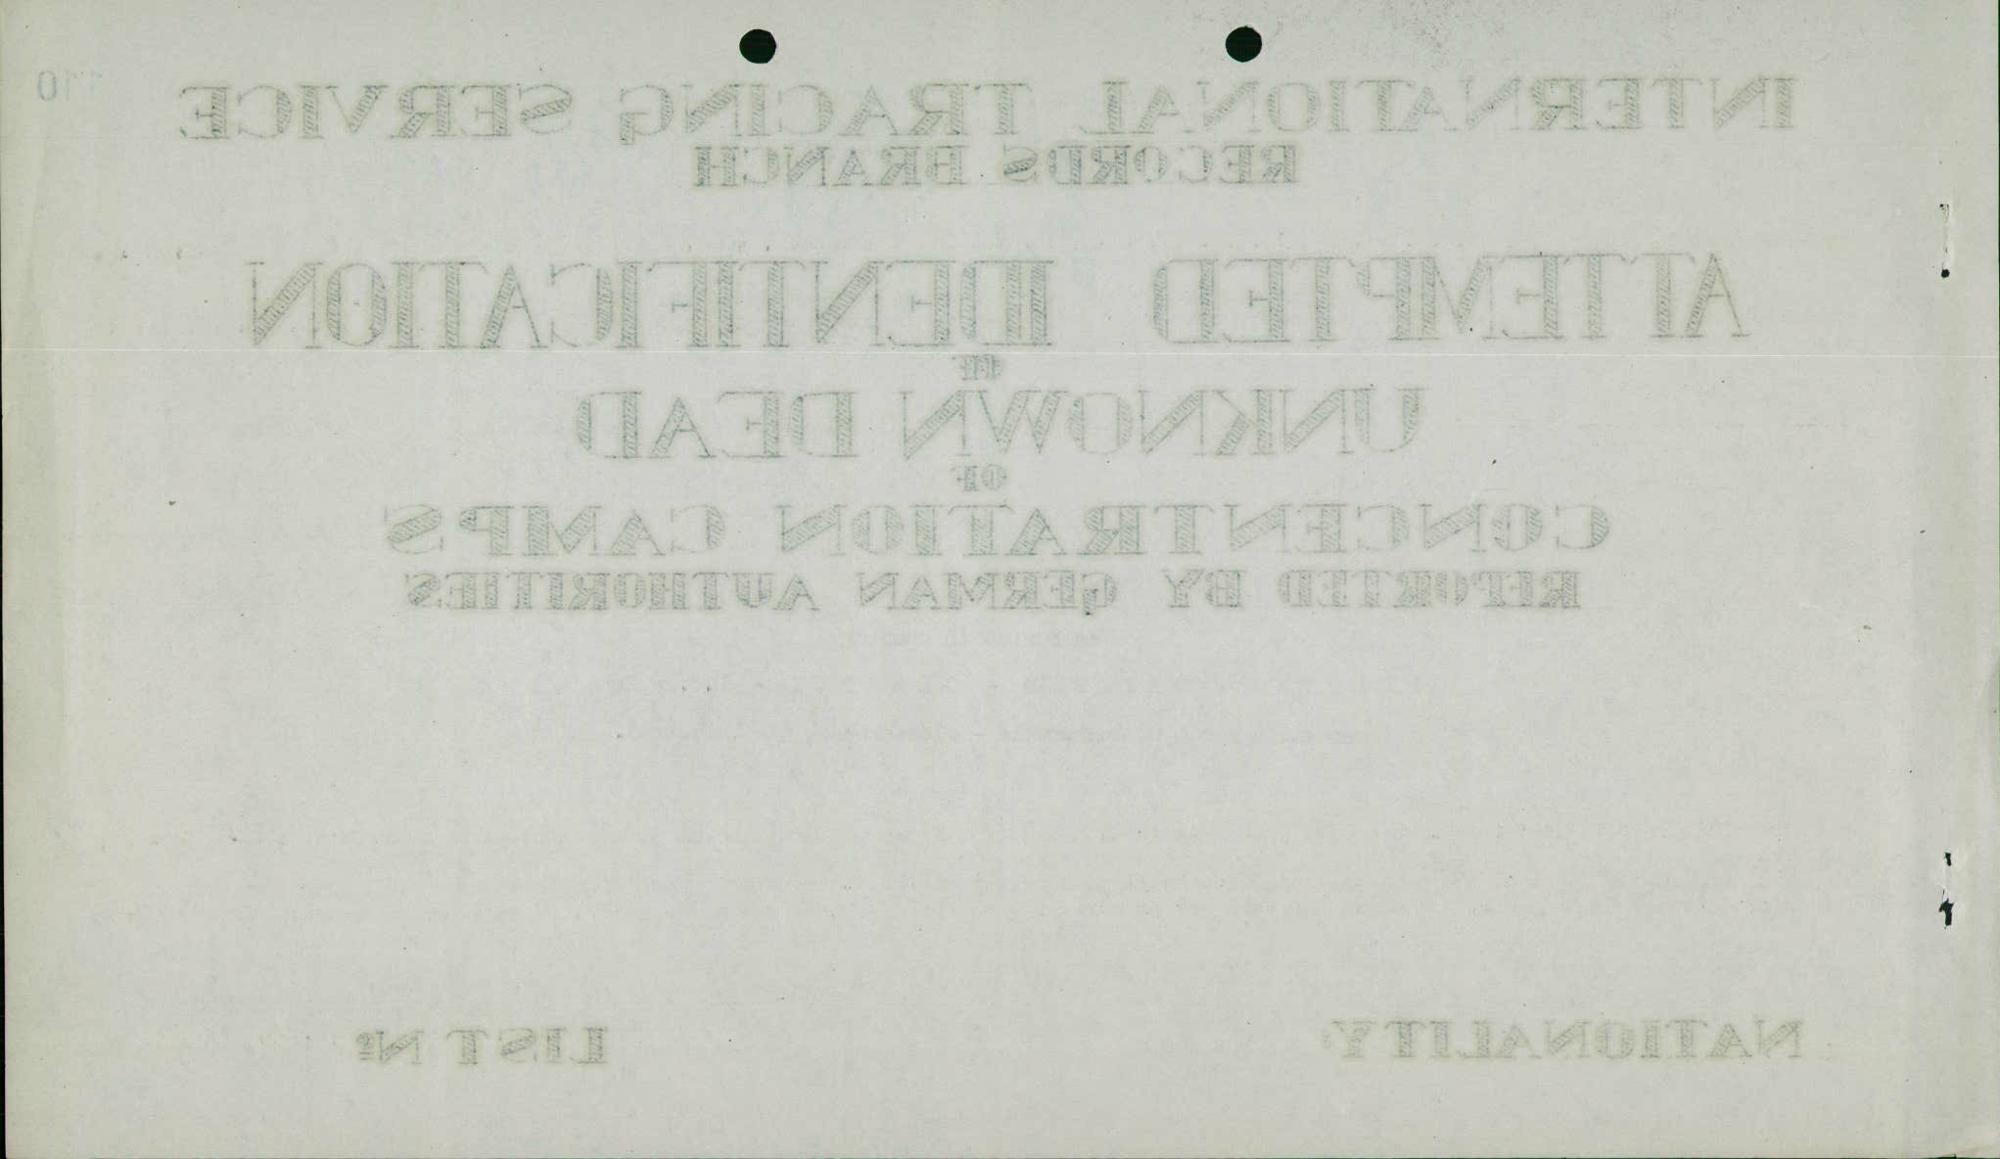 110
INTERNATIONAL TRACING SERVICE
RECORDS BRANCH
ATTEMPTED IDENTIFICATION
OF
UNKNOWN DEAD
OF
CONCENTRATION CAMPS
REPORTED BY GERMAN AUTHORITIES
NATIONALITY:
LIST Nº